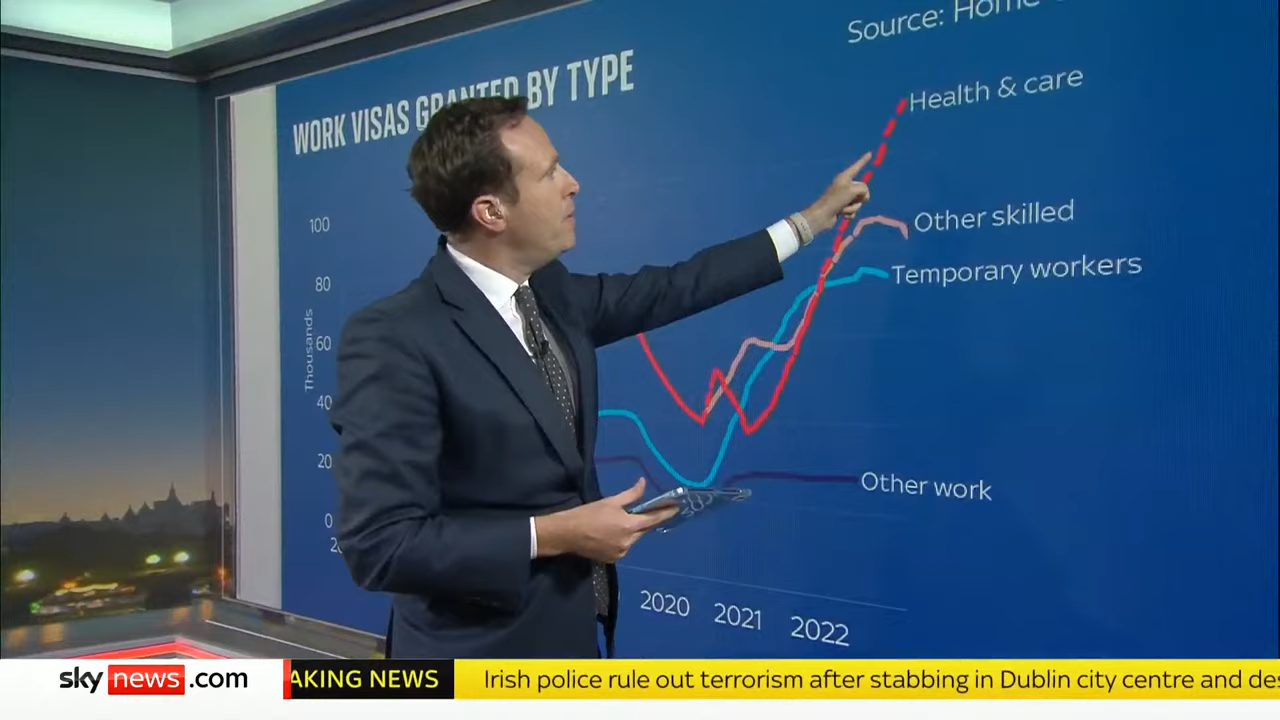 Source: Home
WORK VISAS GRANTED BY TYPE
Health & care
100
Other skilled
80
Temporary workers
Thousands
60
40
20
Other work
0
2020
2021
2022
sky news.com
AKING NEWS
Irish police rule out terrorism after stabbing in Dublin city centre and